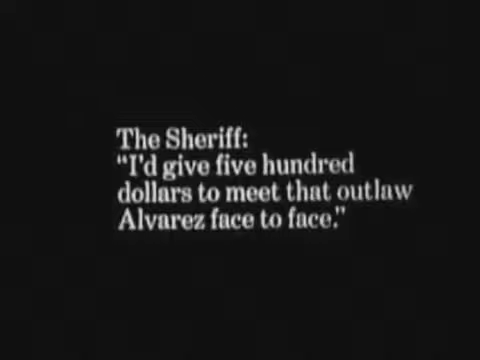 The Sheriff:
“I'd give five hundred
dollars to meet that outlaw
Alvarez face to face.”